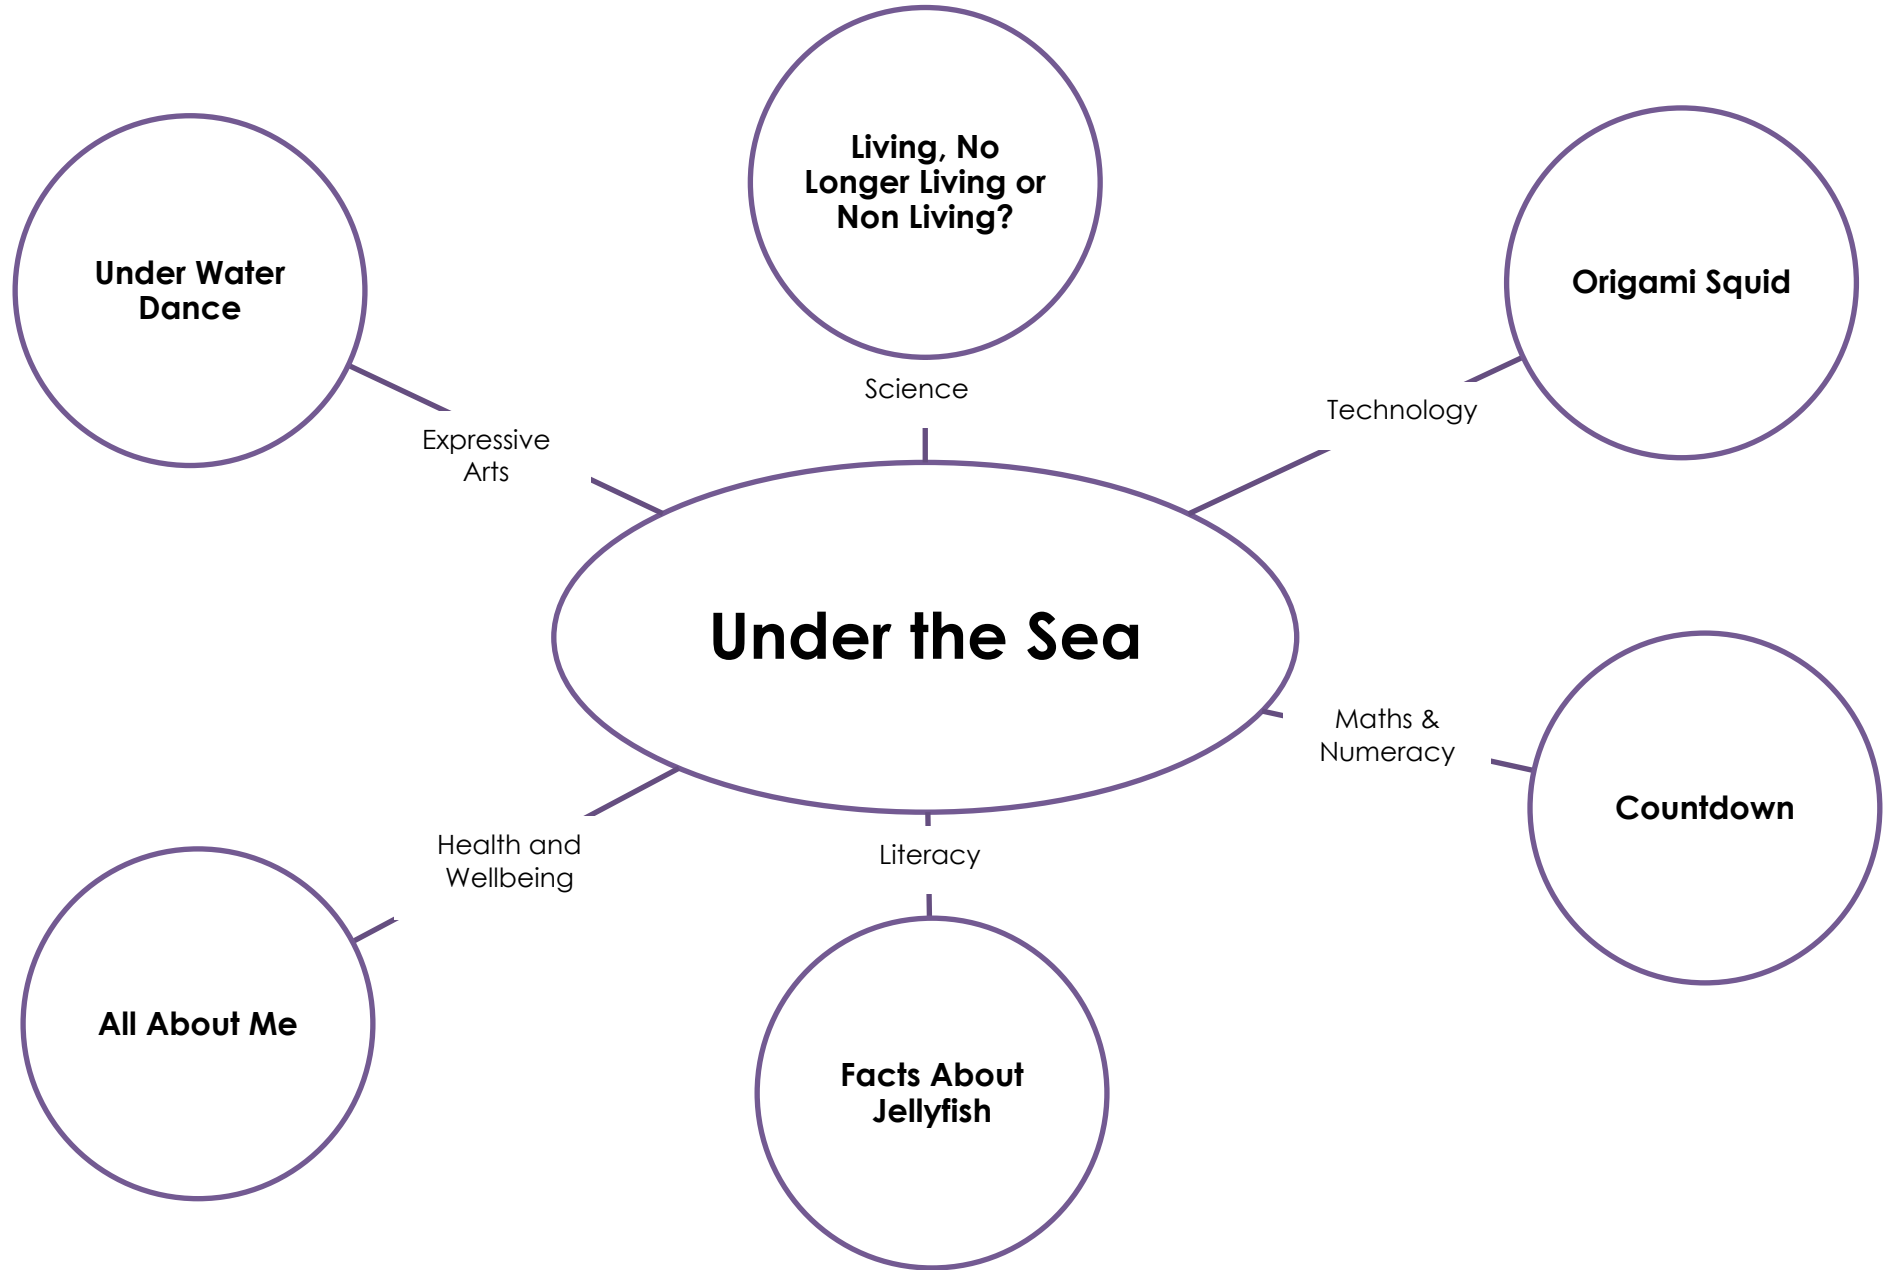 Living, No
Longer Living or
Non Living?
Under Water
Dance
Origami Squid
Science
Technology
Expressive
Arts
Under the Sea
Maths &
Numeracy
Countdown
Health and
Wellbeing
Literacy
All About Me
Facts About
Jellyfish